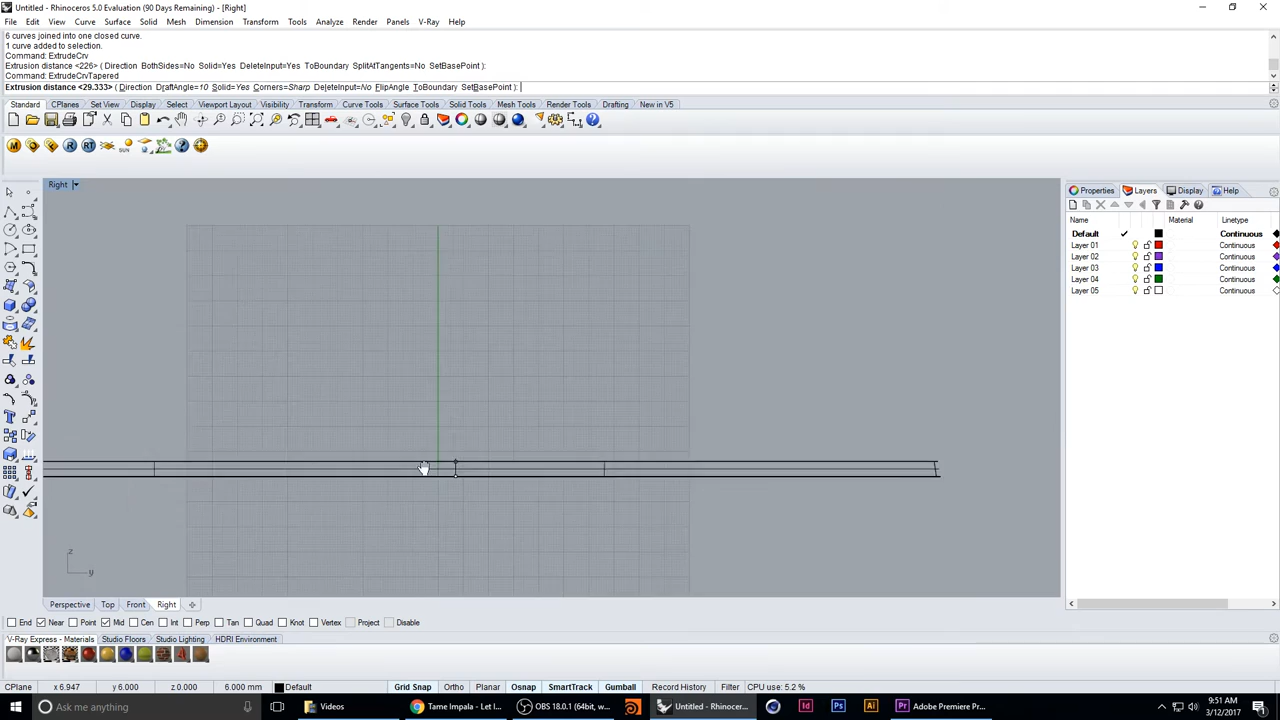 Untitled - Rhinoceros 5.0 Evaluation (90 Days Remaining) - [Right]
File Edit View Curve Surface Solid Mesh Dimension Transform Tools Analyze Render Panels V-Ray Help
6 curves joined into one closed curve.
1 curve added to selection.
Command: ExtrudeCrv
Extrusion distance <226> ( Direction BothSides=No Solid=Yes DeleteInput=Yes ToBoundary SplitAtTangents=No SetBasePoint ):
Command: ExtrudeCrvTapered
Extrusion distance <29.333> ( Direction DraftAngle=10 Solid=Yes Corners=Sharp DeleteInput=No FlipAngle ToBoundary SetBasePoint ):
Standard CPlanes Set View Display Select Viewport Layout Visibility Transform Curve Tools Surface Tools Solid Tools Mesh Tools Render Tools Drafting New in V5
M R RT SUN
Right
Properties Layers Display Help
Name Material Linetype
Default Continuous
Layer 01 Continuous
Layer 02 Continuous
Layer 03 Continuous
Layer 04 Continuous
Layer 05 Continuous
z
y
Perspective Top Front Right
End Near Point Mid Cen Int Perp Tan Quad Knot Vertex Project Disable
V-Ray Express - Materials Studio Floors Studio Lighting HDRI Environment
CPlane x 6.947 y 6.000 z 0.000 6.000 mm Default Grid Snap Ortho Planar Osnap SmartTrack Gumball Record History Filter CPU use: 5.2 %
Ask me anything Videos Tame Impala - Let I... OBS 18.0.1 (64bit, w... Untitled - Rhinocer... Id Ps Ai Pr Adobe Premiere Pro... 9:51 AM
3/12/2017